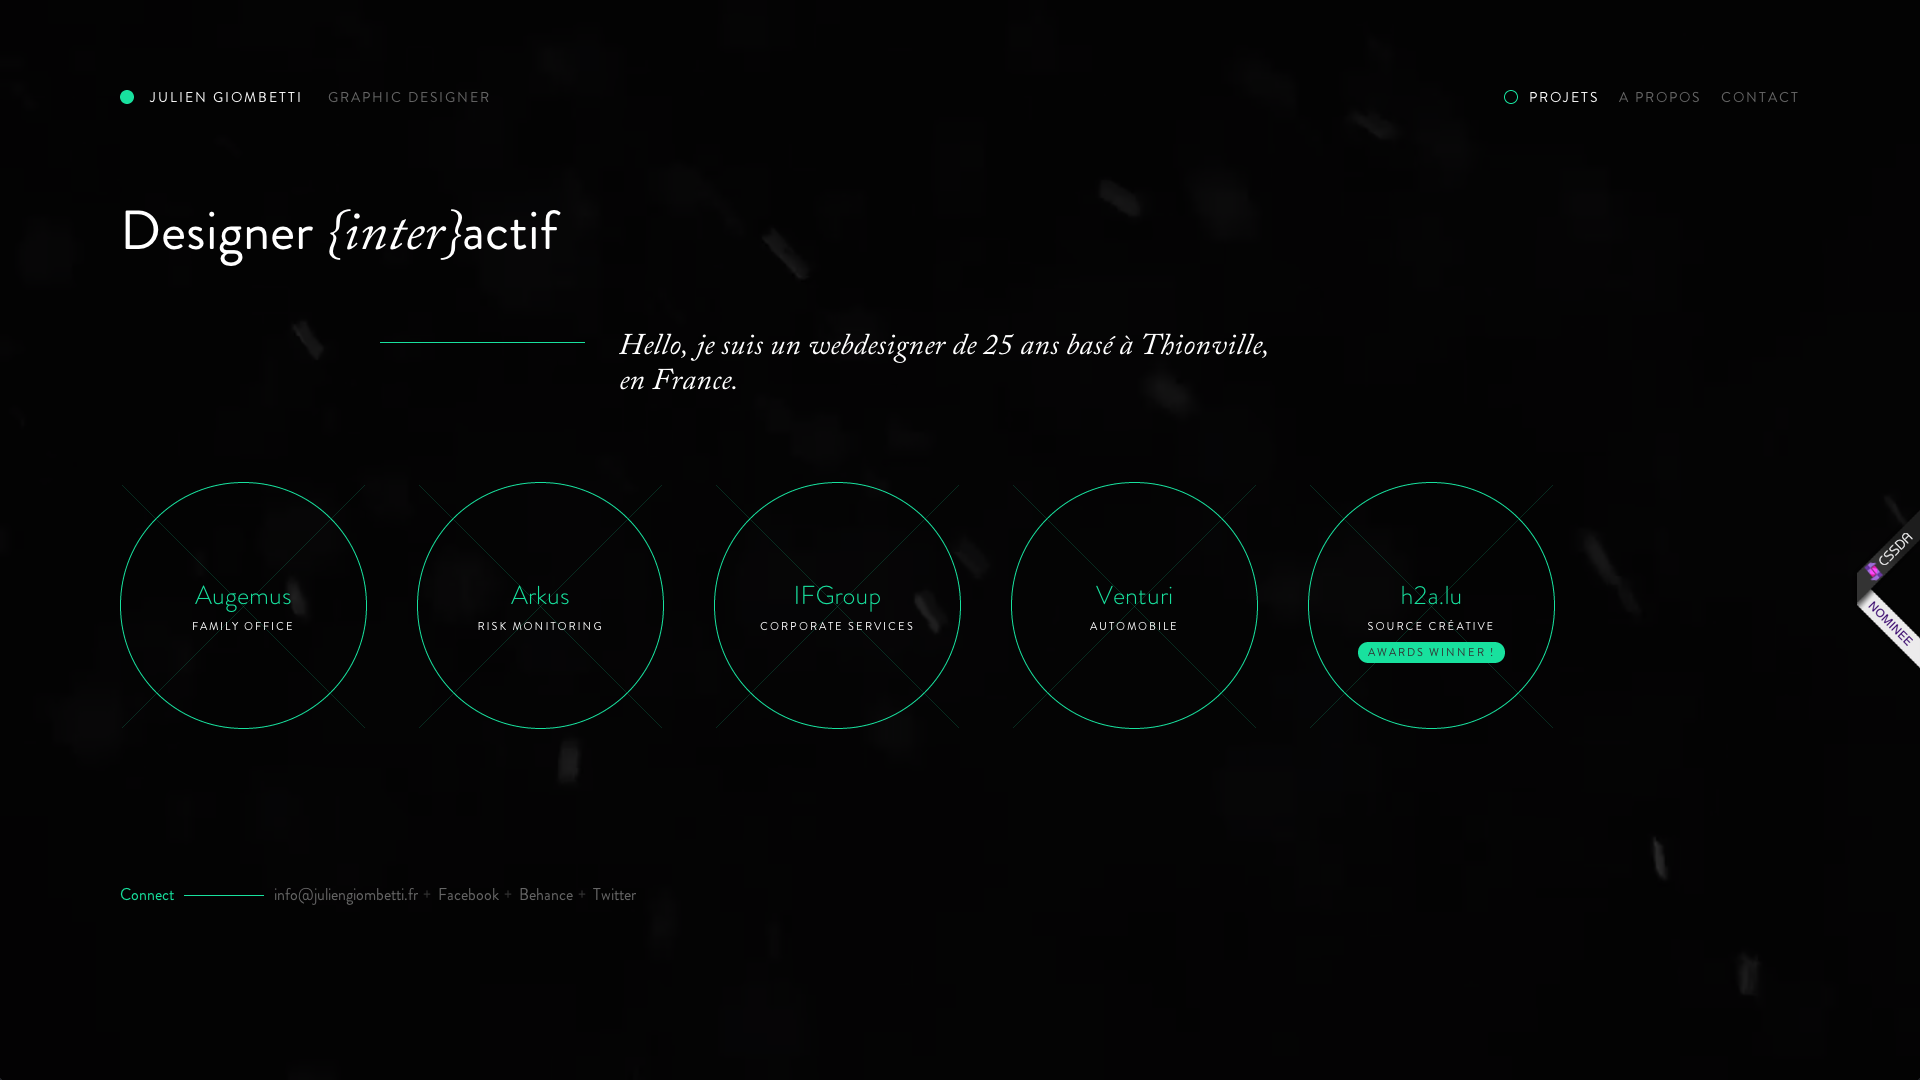 JULIEN GIOMBETTI GRAPHIC DESIGNER
PROJETS A PROPOS CONTACT
Designer {inter}actif
Hello, je suis un webdesigner de 25 ans basé à Thionville,
en France.
Augemus
FAMILY OFFICE
Arkus
RISK MONITORING
IFGroup
CORPORATE SERVICES
Venturi
AUTOMOBILE
h2a.lu
SOURCE CRÉATIVE
AWARDS WINNER !
CSSDA
NOMINEE
Connect info@juliengiombetti.fr + Facebook + Behance + Twitter